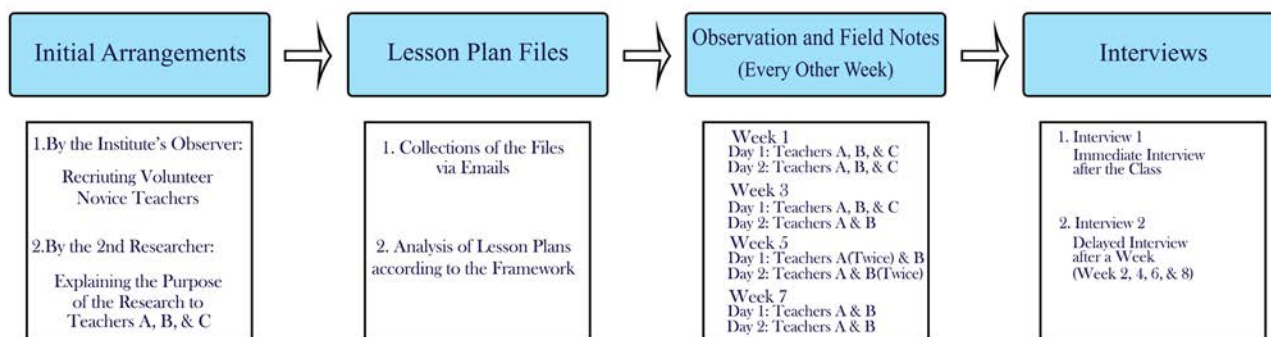 Initial Arrangements
Lesson Plan Files
Observation and Field Notes
(Every Other Week)
Interviews
1.By the Institute's Observer:
Recriuting Volunteer
Novice Teachers
2.By the 2nd Researcher:
Explaining the Purpose
of the Research to
Teachers A, B, & C
1. Collections of the Files
via Emails
2. Analysis of Lesson Plans
according to the Framework
Week 1
Day 1: Teachers A, B, & C
Day 2: Teachers A, B, & C
Week 3
Day 1: Teachers A, B, & C
Day 2: Teachers A & B
Week 5
Day 1: Teachers A(Twice) & B
Day 2: Teachers A & B(Twice)
Week 7
Day 1: Teachers A & B
Day 2: Teachers A & B
1. Interview 1
Immediate Interview
after the Class
2. Interview 2
Delayed Interview
after a Week
(Week 2, 4, 6, & 8)